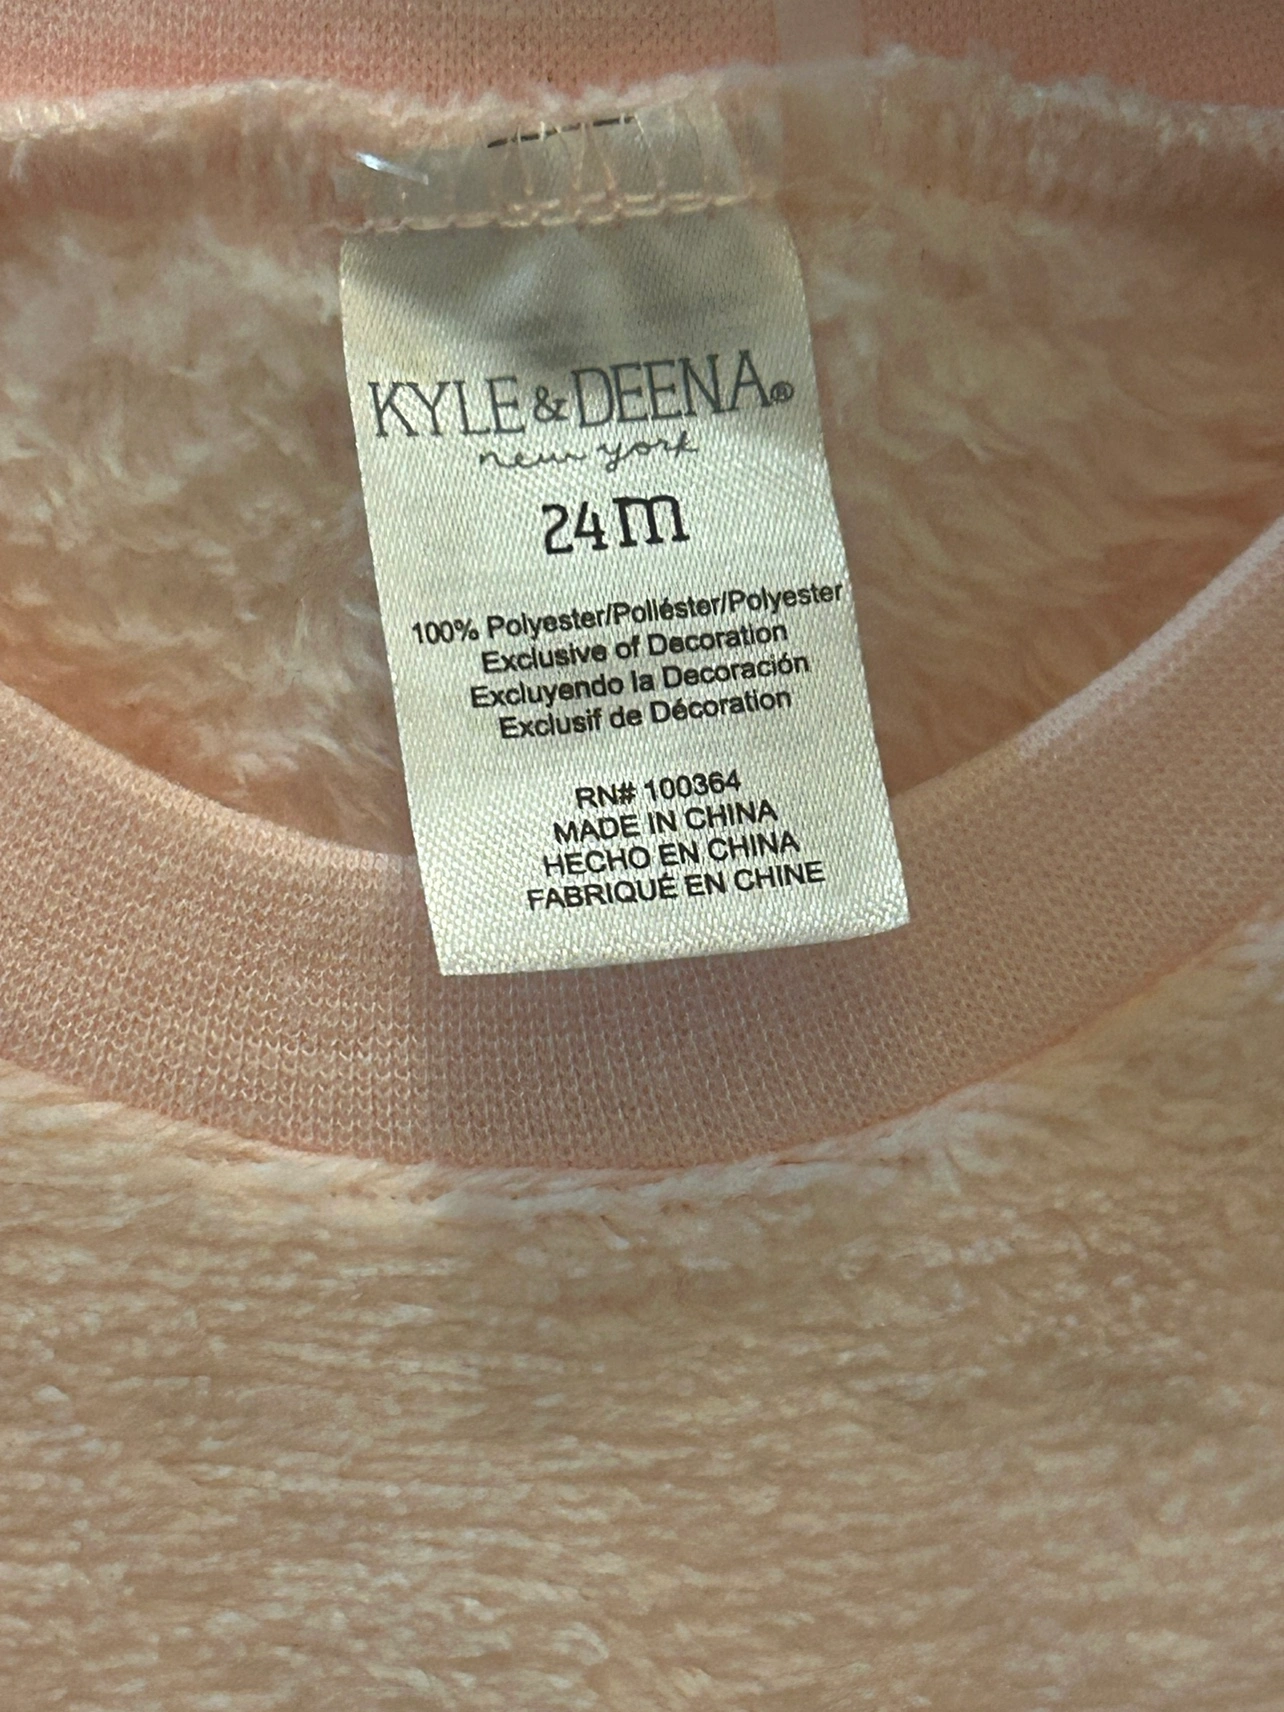 KYLE & DEENA®
new york
24m
100% Polyester/Poliéster/Polyester
Exclusive of Decoration
Excluyendo la Decoración
Exclusif de Décoration
RN# 100364
MADE IN CHINA
HECHO EN CHINA
FABRIQUÉ EN CHINE